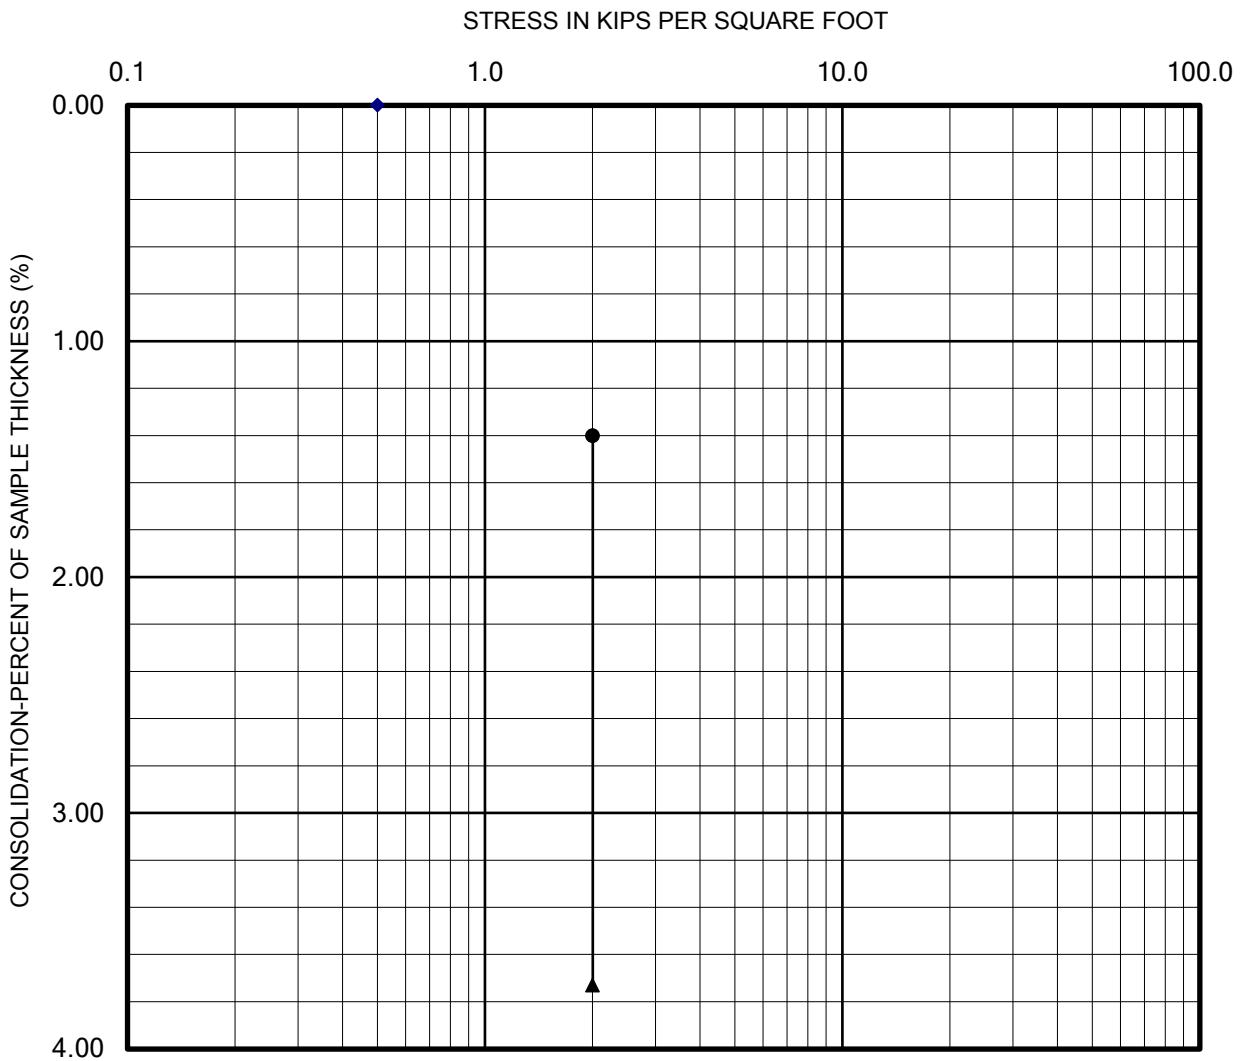 STRESS IN KIPS PER SQUARE FOOT
0.1 1.0 10.0 100.0
0.00
1.00
2.00
3.00
4.00
CONSOLIDATION-PERCENT OF SAMPLE THICKNESS (%)